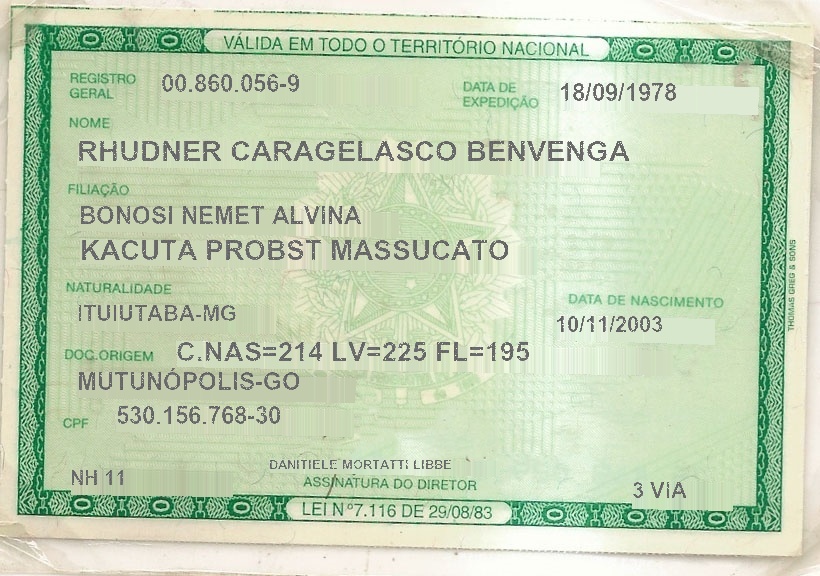 VÁLIDA EM TODO O TERRITÓRIO NACIONAL
REGISTRO GERAL 00.860.056-9 DATA DE EXPEDIÇÃO 18/09/1978
NOME
RHUDNER CARAGELASCO BENVENGA
FILIAÇÃO
BONOSI NEMET ALVINA
KACUTA PROBST MASSUCATO
NATURALIDADE DATA DE NASCIMENTO
ITUIUTABA-MG 10/11/2003
DOC.ORIGEM C.NAS=214 LV=225 FL=195
MUTUNÓPOLIS-GO
CPF 530.156.768-30
DANITIELE MORTATTI LIBBE
NH 11 ASSINATURA DO DIRETOR 3 VIA
LEI Nº7.116 DE 29/08/83
THOMAS GREG & SONS